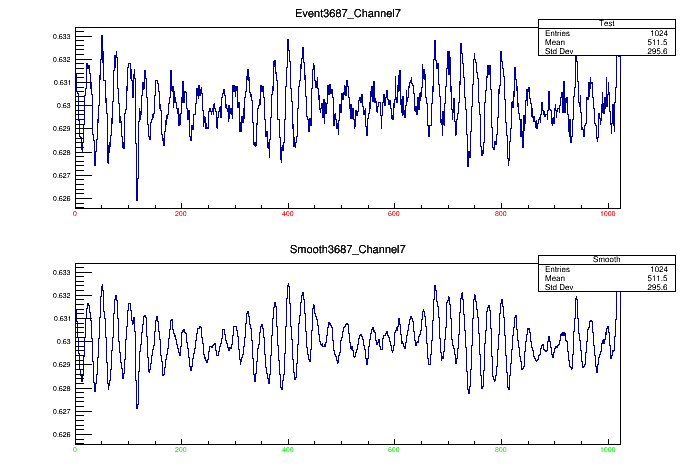 Event3687_Channel7
Test
Entries 1024
Mean 511.5
Std Dev 295.6
0.633
0.632
0.631
0.63
0.629
0.628
0.627
0.626
0 200 400 600 800 1000
Smooth3687_Channel7
Smooth
Entries 1024
Mean 511.5
Std Dev 295.6
0.633
0.632
0.631
0.63
0.629
0.628
0.627
0.626
0 200 400 600 800 1000